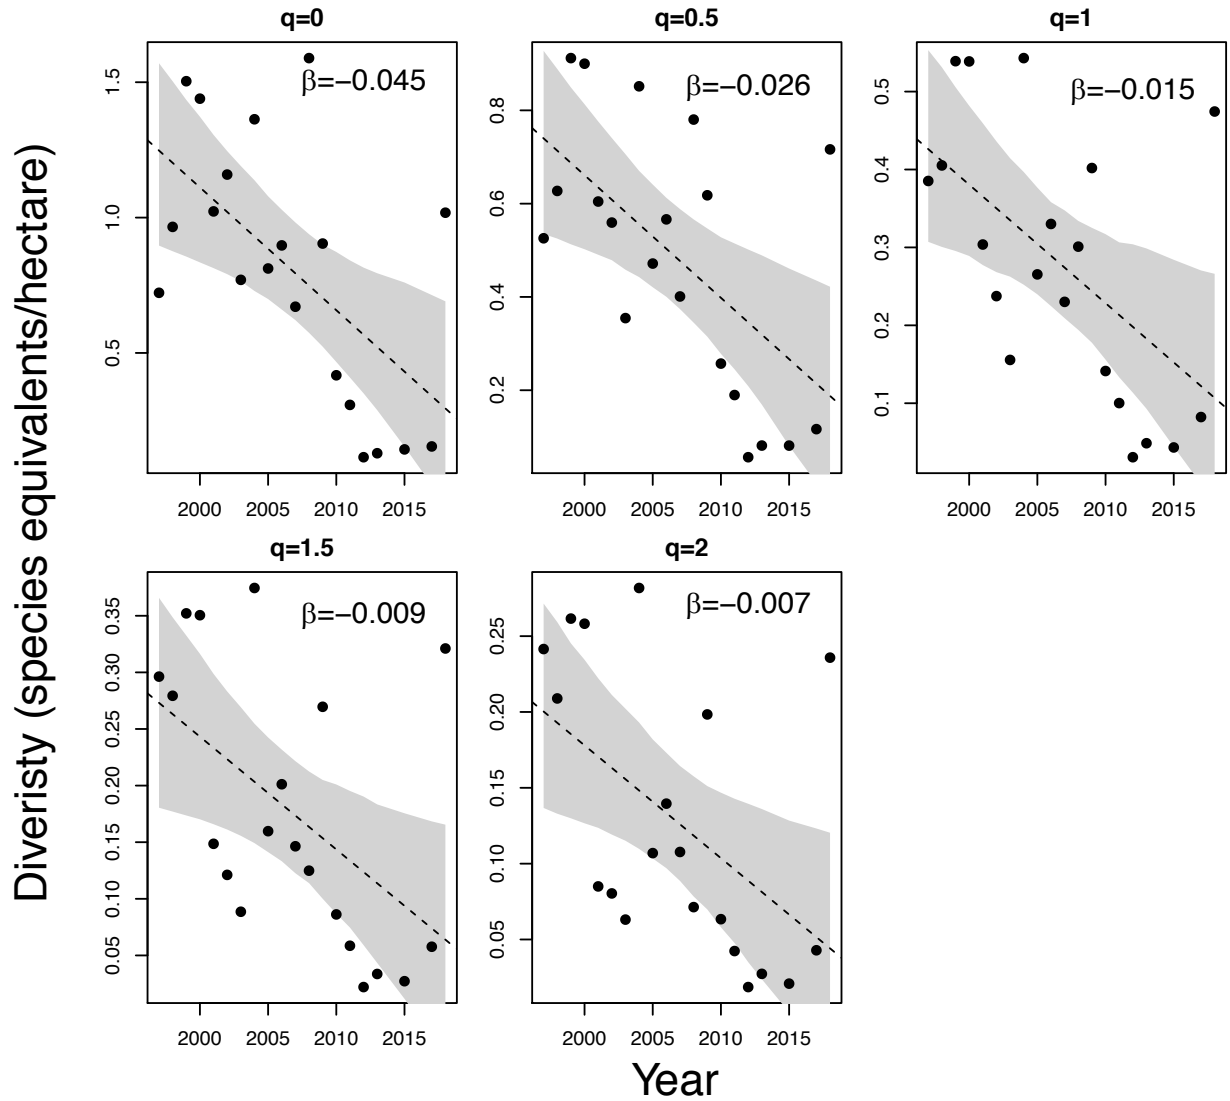 q=0
q=0.5
q=1
β=−0.045
β=−0.026
β=−0.015
1.5
1.0
0.5
0.8
0.6
0.4
0.2
0.5
0.4
0.3
0.2
0.1
2000 2005 2010 2015
2000 2005 2010 2015
2000 2005 2010 2015
Diveristy (species equivalents/hectare)
q=1.5
q=2
β=−0.009
β=−0.007
0.35
0.30
0.25
0.20
0.15
0.10
0.05
0.25
0.20
0.15
0.10
0.05
2000 2005 2010 2015
2000 2005 2010 2015
Year